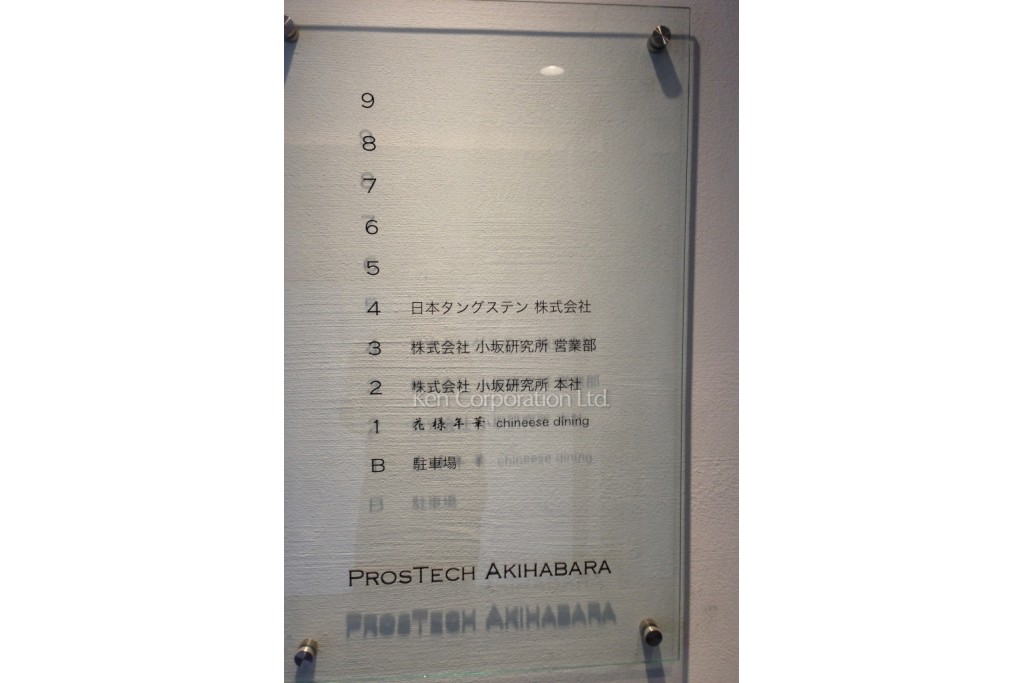 9
8
7
6
5
4 日本タングステン 株式会社
3 株式会社 小坂研究所 営業部
2 株式会社 小坂研究所 本社
Ken Corporation Ltd.
1 花様年華 chineese dining
B 駐車場
PROSTECH AKIHABARA